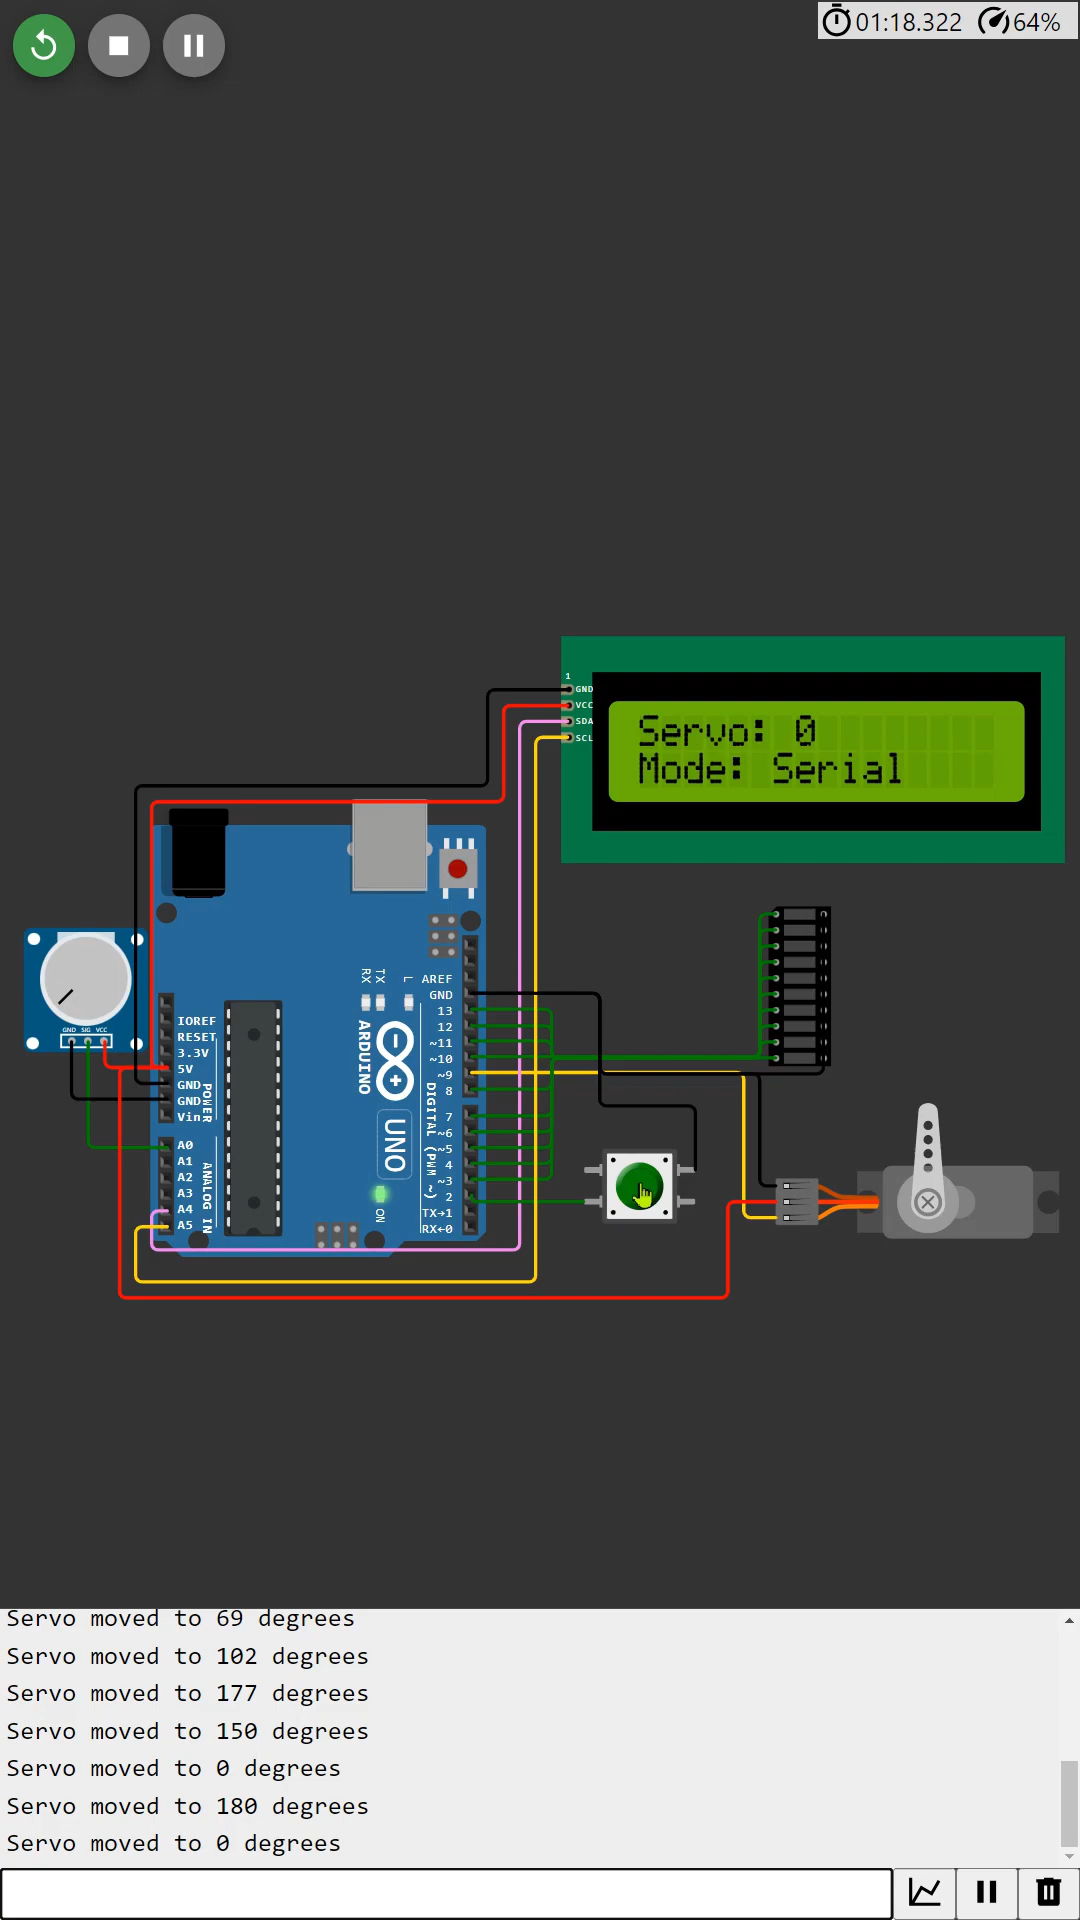 01:18.322 64%
1
GND
VCC
SDA
SCL
Servo: 0
Mode: Serial
RX TX L
AREF
GND
13
12
~11
~10
~9
8
7
~6
~5
4
~3
2
TX→1
RX←0
DIGITAL (PWM ~)
ARDUINO
UNO
ON
GND SIG VCC
IOREF
RESET
3.3V
5V
GND
GND
Vin
POWER
A0
A1
A2
A3
A4
A5
ANALOG IN
Servo moved to 69 degrees
Servo moved to 102 degrees
Servo moved to 177 degrees
Servo moved to 150 degrees
Servo moved to 0 degrees
Servo moved to 180 degrees
Servo moved to 0 degrees